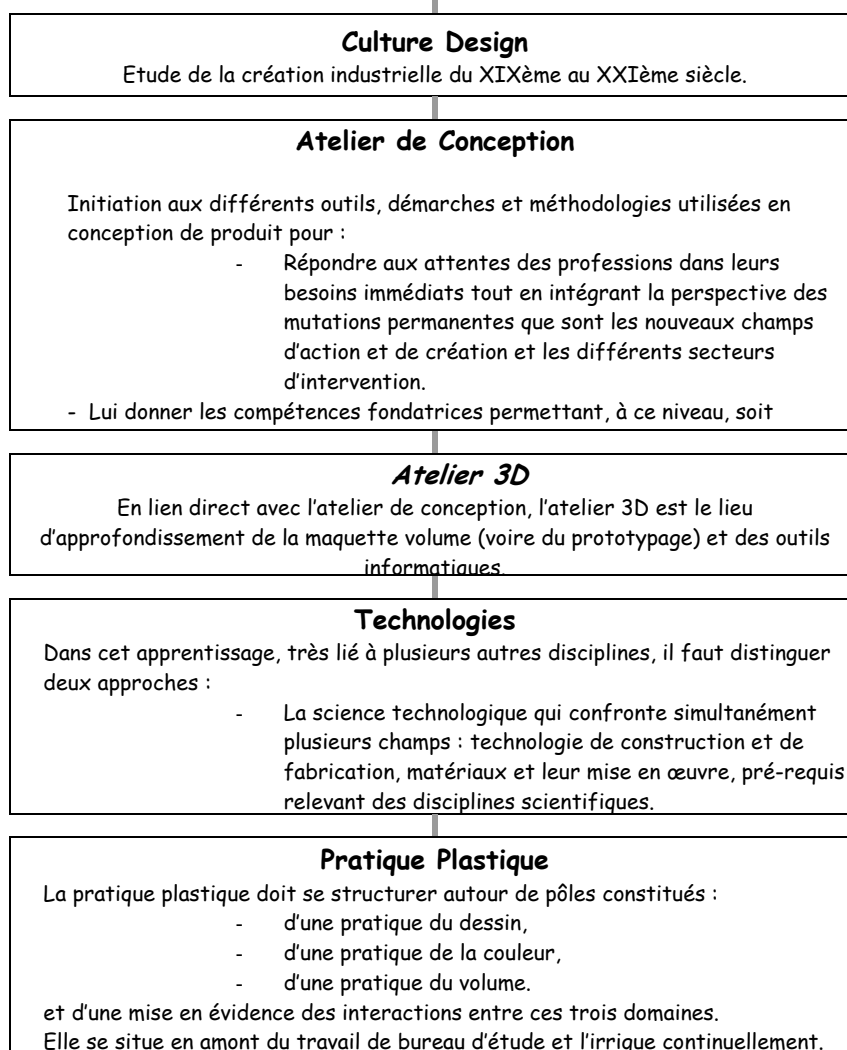 Culture Design
Etude de la création industrielle du XIXème au XXIème siècle.
Atelier de Conception
Initiation aux différents outils, démarches et méthodologies utilisées en
conception de produit pour :
- Répondre aux attentes des professions dans leurs
besoins immédiats tout en intégrant la perspective des
mutations permanentes que sont les nouveaux champs
d'action et de création et les différents secteurs
d'intervention.
- Lui donner les compétences fondatrices permettant, à ce niveau, soit
Atelier 3D
En lien direct avec l'atelier de conception, l'atelier 3D est le lieu
d'approfondissement de la maquette volume (voire du prototypage) et des outils
informatiques.
Technologies
Dans cet apprentissage, très lié à plusieurs autres disciplines, il faut distinguer
deux approches :
- La science technologique qui confronte simultanément
plusieurs champs : technologie de construction et de
fabrication, matériaux et leur mise en œuvre, pré-requis
relevant des disciplines scientifiques.
Pratique Plastique
La pratique plastique doit se structurer autour de pôles constitués :
- d'une pratique du dessin,
- d'une pratique de la couleur,
- d'une pratique du volume.
et d'une mise en évidence des interactions entre ces trois domaines.
Elle se situe en amont du travail de bureau d'étude et l'irrigue continuellement.